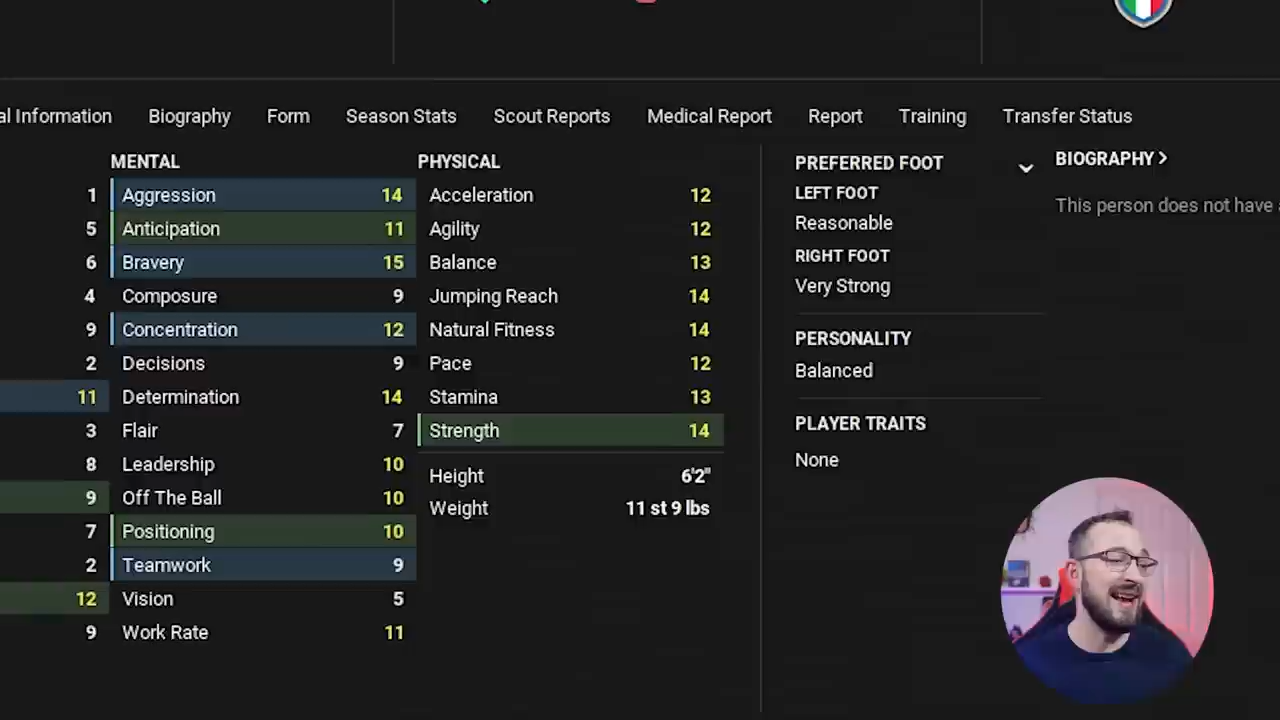 al Information Biography Form Season Stats Scout Reports Medical Report Report Training Transfer Status
MENTAL
1 Aggression 14
5 Anticipation 11
6 Bravery 15
4 Composure 9
9 Concentration 12
2 Decisions 9
11 Determination 14
3 Flair 7
8 Leadership 10
9 Off The Ball 10
7 Positioning 10
2 Teamwork 9
12 Vision 5
9 Work Rate 11
PHYSICAL
Acceleration 12
Agility 12
Balance 13
Jumping Reach 14
Natural Fitness 14
Pace 12
Stamina 13
Strength 14
Height 6'2"
Weight 11 st 9 lbs
PREFERRED FOOT
LEFT FOOT
Reasonable
RIGHT FOOT
Very Strong
PERSONALITY
Balanced
PLAYER TRAITS
None
BIOGRAPHY >
This person does not have